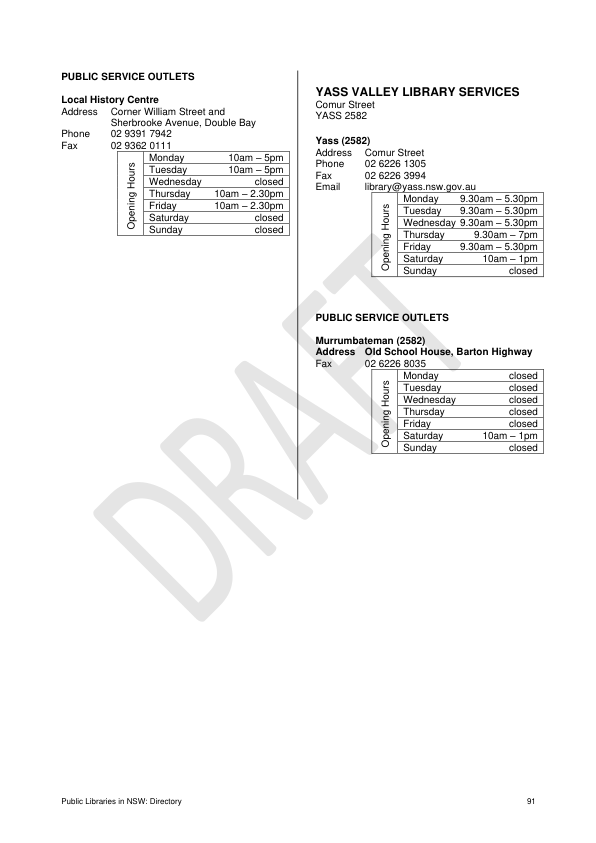 PUBLIC SERVICE OUTLETS
Local History Centre
Address Corner William Street and
Sherbrooke Avenue, Double Bay
Phone 02 9391 7942
Fax 02 9362 0111
Opening Hours
Monday 10am – 5pm
Tuesday 10am – 5pm
Wednesday closed
Thursday 10am – 2.30pm
Friday 10am – 2.30pm
Saturday closed
Sunday closed
YASS VALLEY LIBRARY SERVICES
Comur Street
YASS 2582
Yass (2582)
Address Comur Street
Phone 02 6226 1305
Fax 02 6226 3994
Email library@yass.nsw.gov.au
Opening Hours
Monday 9.30am – 5.30pm
Tuesday 9.30am – 5.30pm
Wednesday 9.30am – 5.30pm
Thursday 9.30am – 7pm
Friday 9.30am – 5.30pm
Saturday 10am – 1pm
Sunday closed
PUBLIC SERVICE OUTLETS
Murrumbateman (2582)
Address Old School House, Barton Highway
Fax 02 6226 8035
Opening Hours
Monday closed
Tuesday closed
Wednesday closed
Thursday closed
Friday closed
Saturday 10am – 1pm
Sunday closed
DRAFT
Public Libraries in NSW: Directory 91